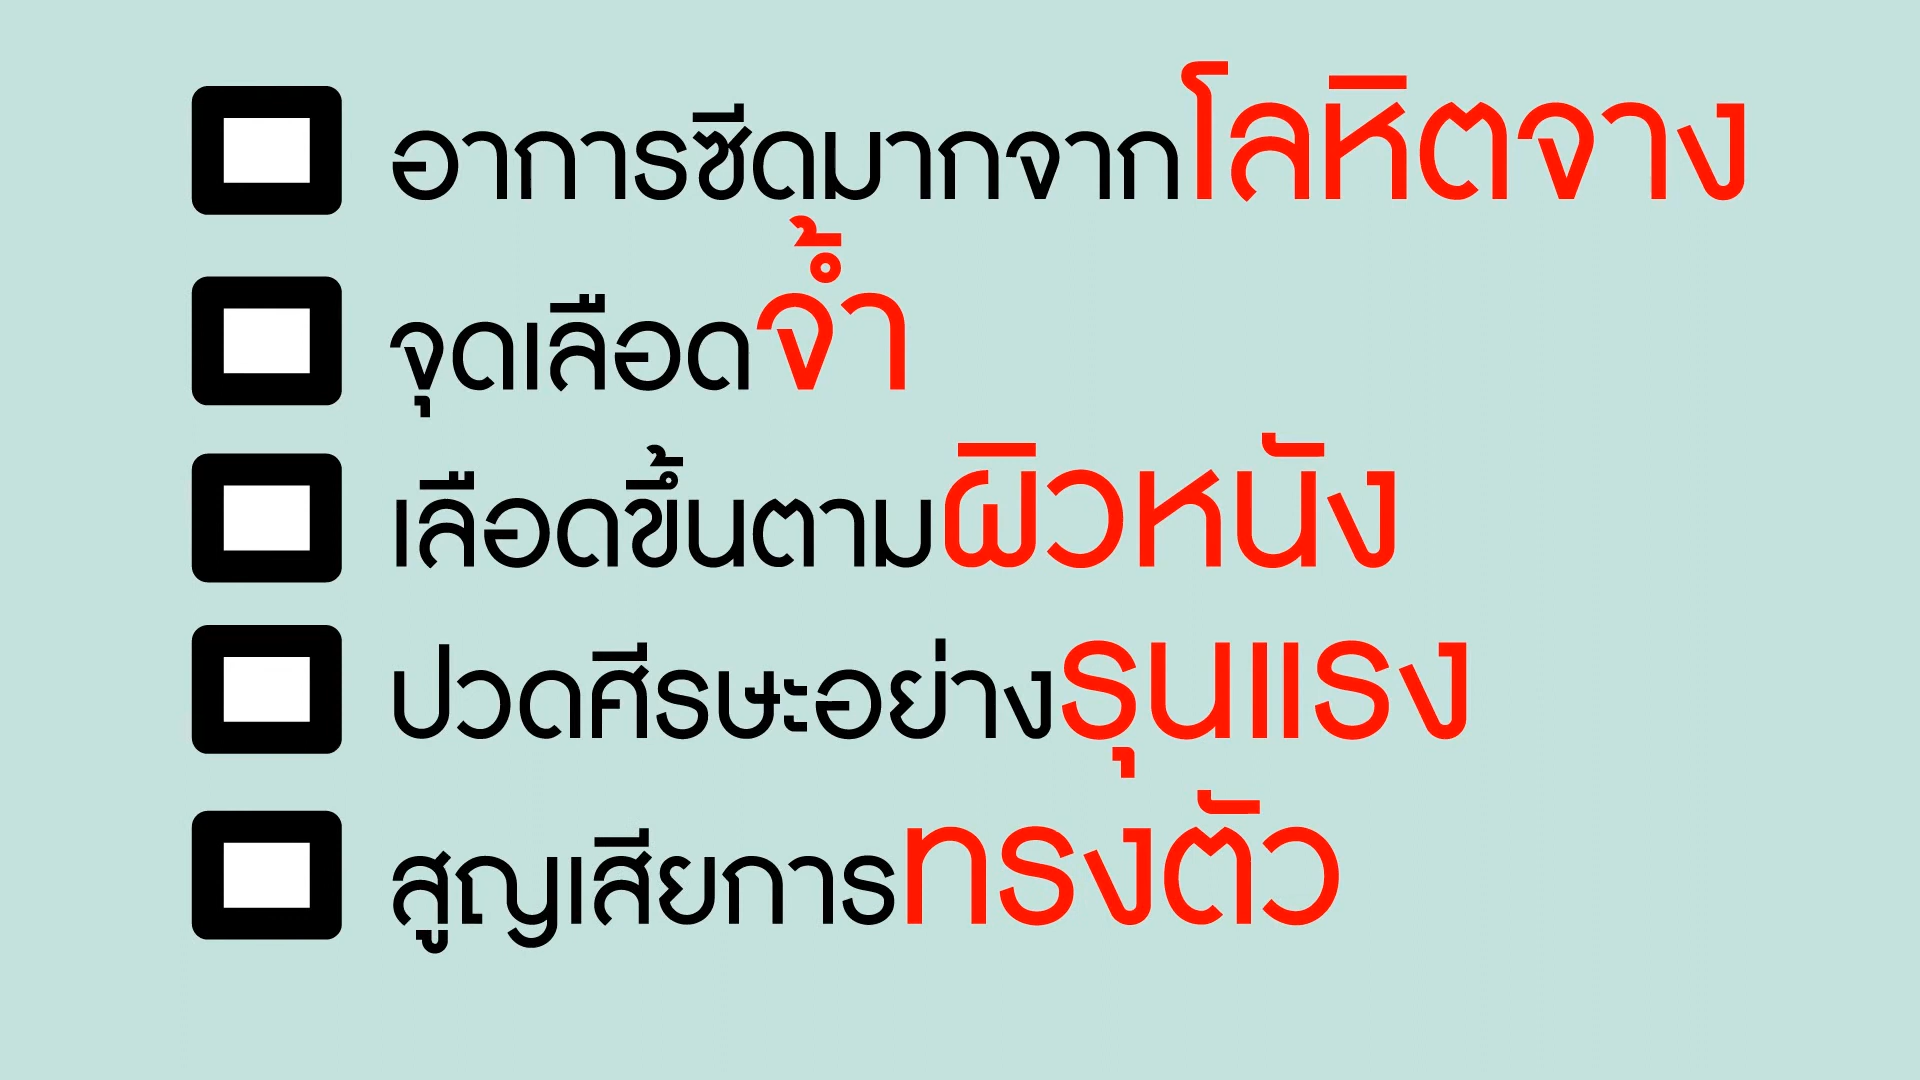 อาการซีดมากจากโลหิตจาง
จุดเลือดจ้ำ
เลือดขึ้นตามผิวหนัง
ปวดศีรษะอย่างรุนแรง
สูญเสียการทรงตัว